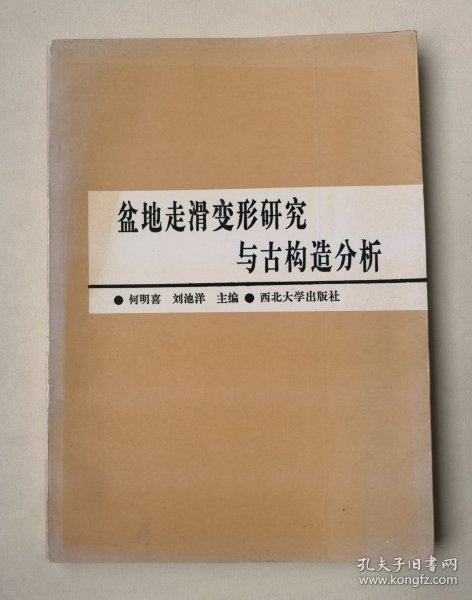 盆地走滑变形研究
与古构造分析
●何明喜 刘池洋 主编●西北大学出版社
孔夫子旧书网
www.kongfz.com